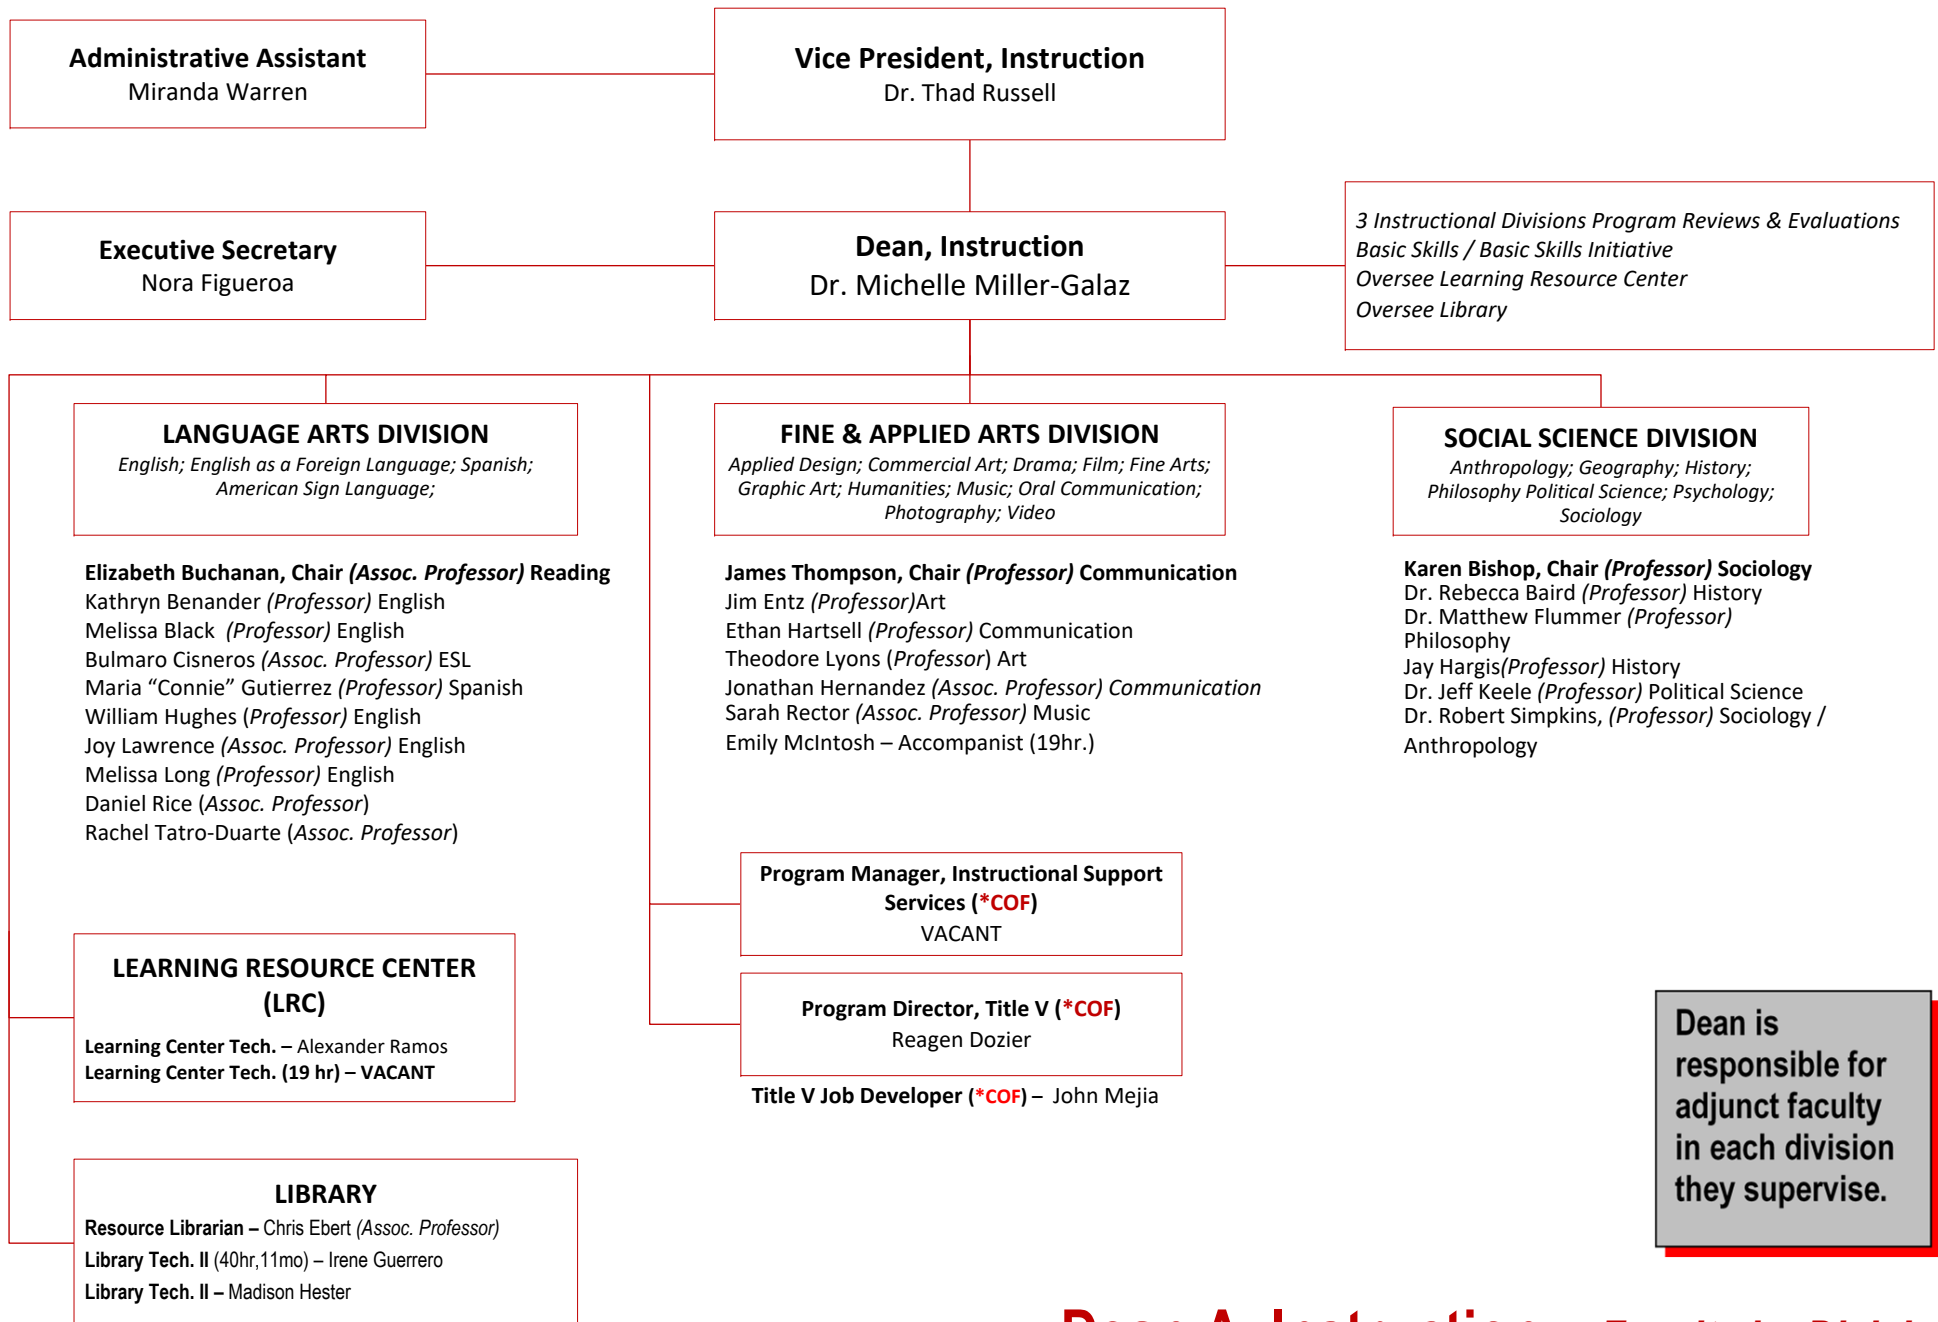 Administrative Assistant
Miranda Warren
Vice President, Instruction
Dr. Thad Russell
Executive Secretary
Nora Figueroa
Dean, Instruction
Dr. Michelle Miller-Galaz
3 Instructional Divisions Program Reviews & Evaluations
Basic Skills / Basic Skills Initiative
Oversee Learning Resource Center
Oversee Library
LANGUAGE ARTS DIVISION
English; English as a Foreign Language; Spanish;
American Sign Language;
FINE & APPLIED ARTS DIVISION
Applied Design; Commercial Art; Drama; Film; Fine Arts;
Graphic Art; Humanities; Music; Oral Communication;
Photography; Video
SOCIAL SCIENCE DIVISION
Anthropology; Geography; History;
Philosophy Political Science; Psychology;
Sociology
Elizabeth Buchanan, Chair (Assoc. Professor) Reading
Kathryn Benander (Professor) English
Melissa Black (Professor) English
Bulmaro Cisneros (Assoc. Professor) ESL
Maria “Connie” Gutierrez (Professor) Spanish
William Hughes (Professor) English
Joy Lawrence (Assoc. Professor) English
Melissa Long (Professor) English
Daniel Rice (Assoc. Professor)
Rachel Tatro-Duarte (Assoc. Professor)
James Thompson, Chair (Professor) Communication
Jim Entz (Professor)Art
Ethan Hartsell (Professor) Communication
Theodore Lyons (Professor) Art
Jonathan Hernandez (Assoc. Professor) Communication
Sarah Rector (Assoc. Professor) Music
Emily McIntosh – Accompanist (19hr.)
Karen Bishop, Chair (Professor) Sociology
Dr. Rebecca Baird (Professor) History
Dr. Matthew Flummer (Professor)
Philosophy
Jay Hargis(Professor) History
Dr. Jeff Keele (Professor) Political Science
Dr. Robert Simpkins, (Professor) Sociology /
Anthropology
Program Manager, Instructional Support
Services (*COF)
VACANT
Program Director, Title V (*COF)
Reagen Dozier
Title V Job Developer (*COF) – John Mejia
LEARNING RESOURCE CENTER
(LRC)
Learning Center Tech. – Alexander Ramos
Learning Center Tech. (19 hr) – VACANT
LIBRARY
Resource Librarian – Chris Ebert (Assoc. Professor)
Library Tech. II (40hr,11mo) – Irene Guerrero
Library Tech. II – Madison Hester
Dean is
responsible for
adjunct faculty
in each division
they supervise.